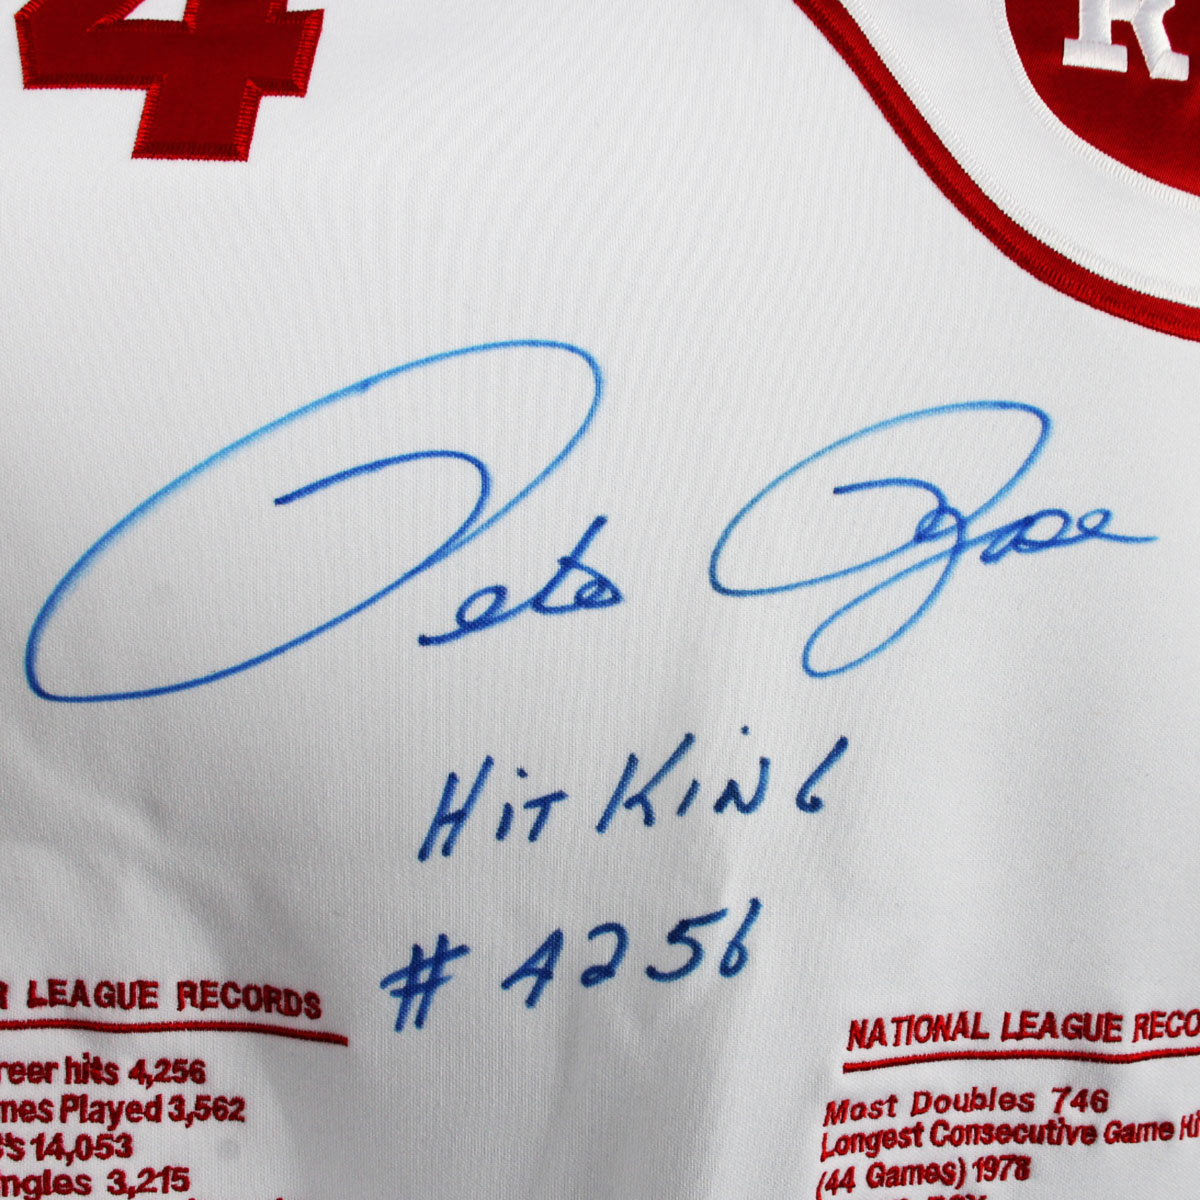 4
R
Pete Rose
Hit King
# 4256
R LEAGUE RECORDS
reer hits 4,256
mes Played 3,562
's 14,053
ngles 3,215
NATIONAL LEAGUE RECO
Most Doubles 746
Longest Consecutive Game Hi
(44 Games) 1978